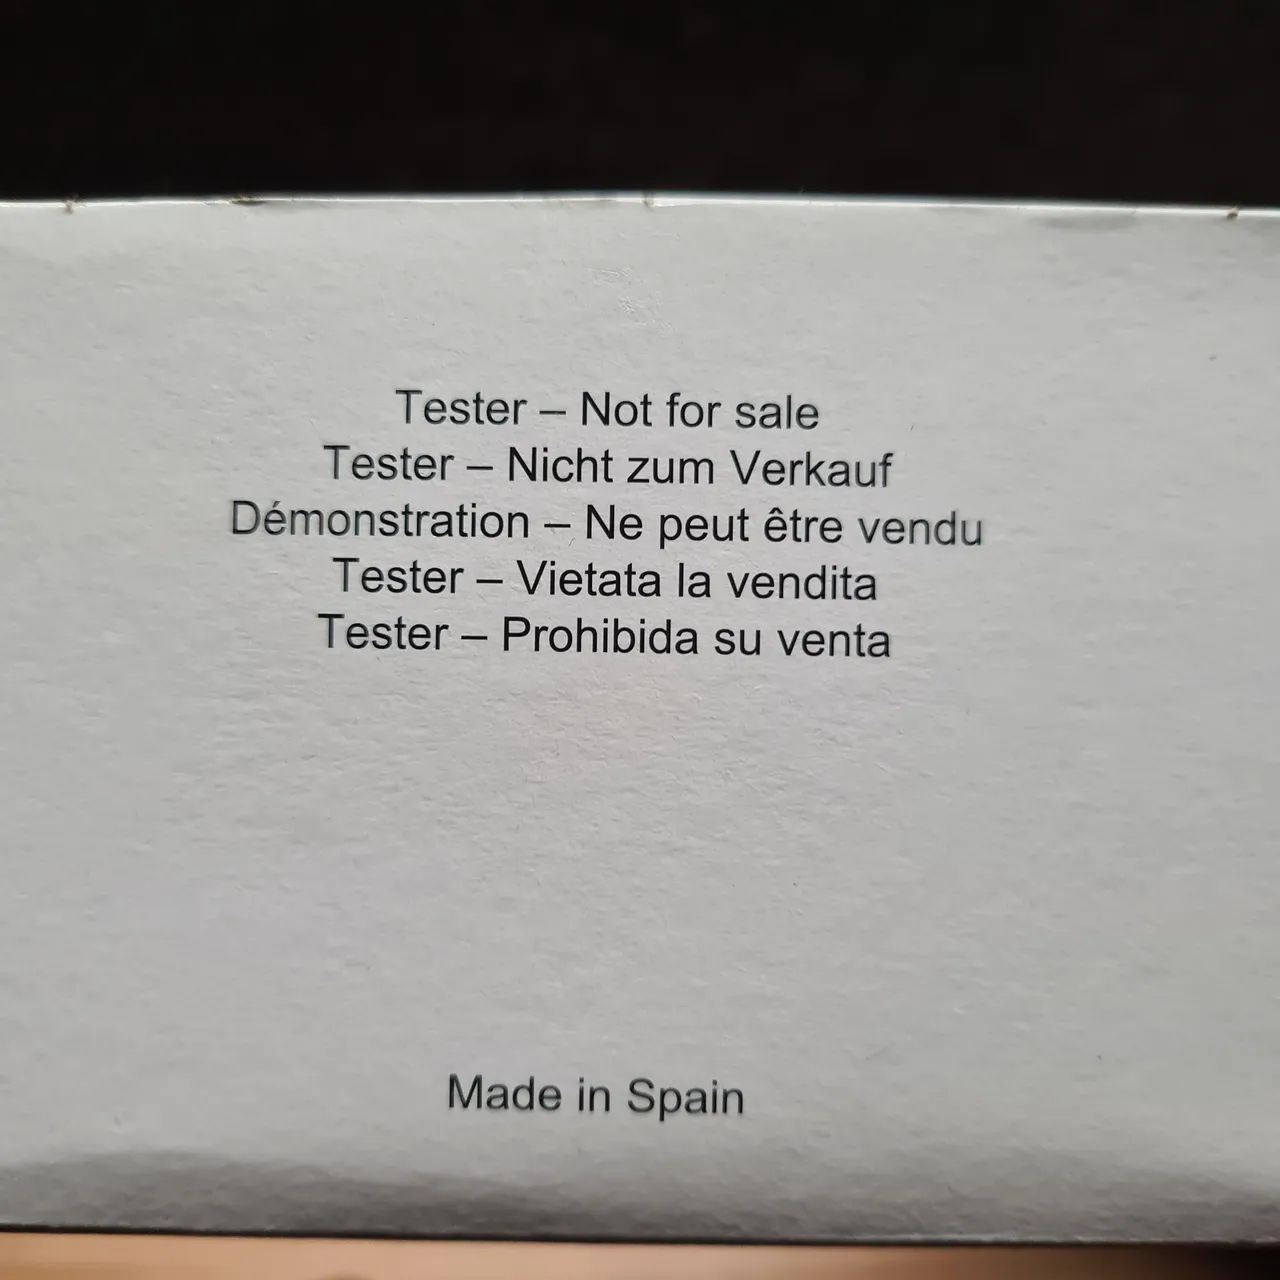 Tester – Not for sale
Tester – Nicht zum Verkauf
Démonstration – Ne peut être vendu
Tester – Vietata la vendita
Tester – Prohibida su venta
Made in Spain